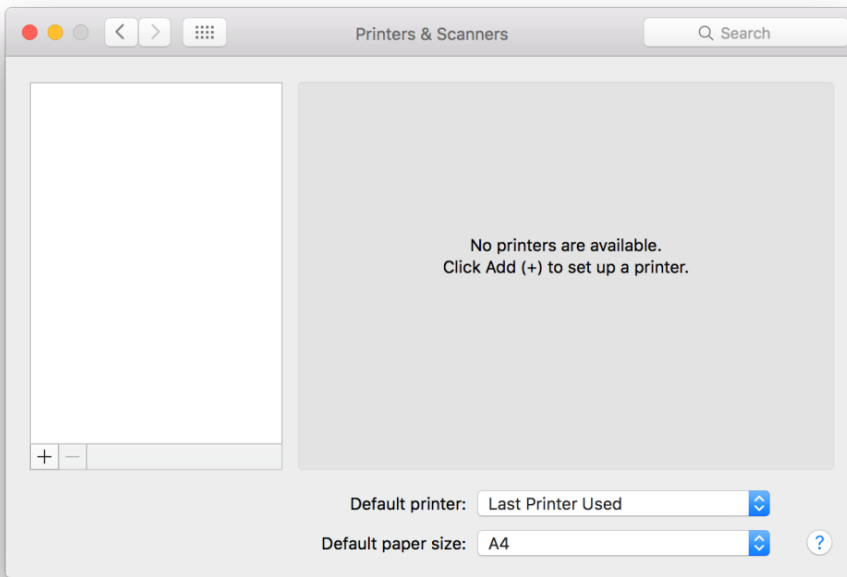 Printers & Scanners
Search
No printers are available.
Click Add (+) to set up a printer.
+ −
Default printer: Last Printer Used
Default paper size: A4
?